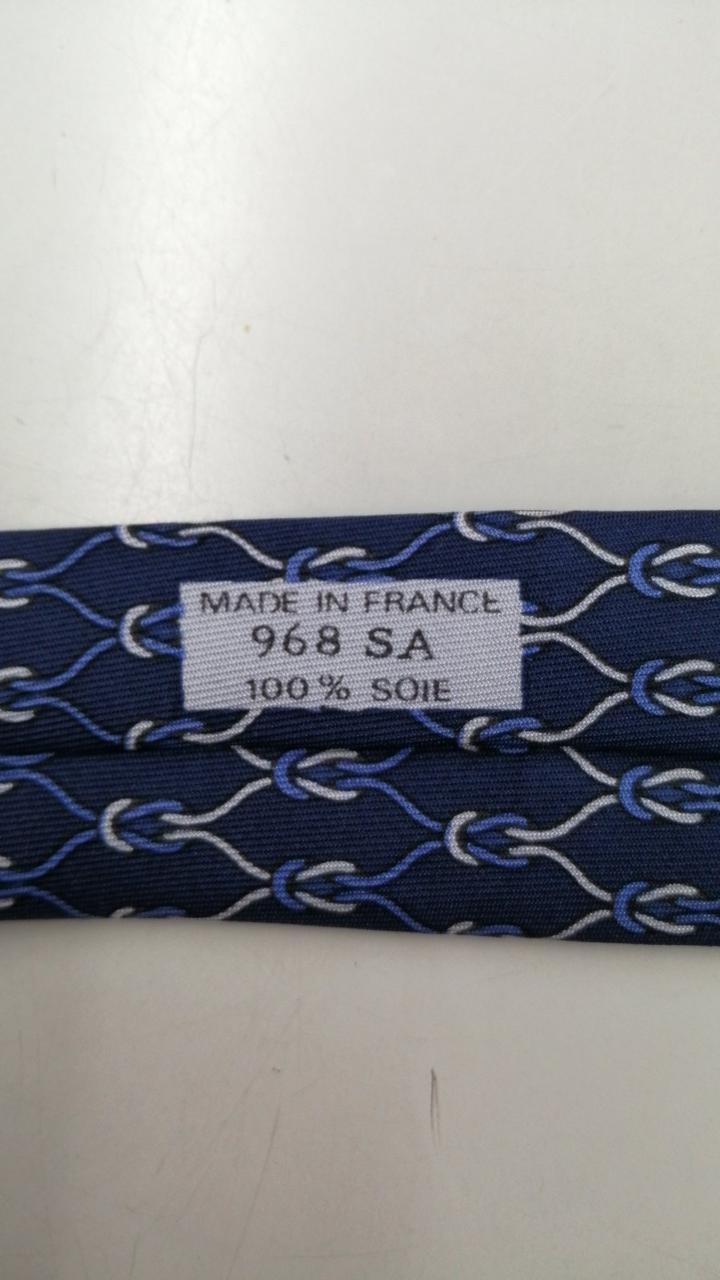 MADE IN FRANCE
968 SA
100% SOIE